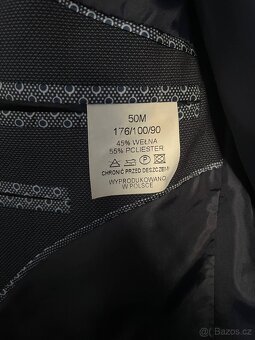 50M
176/100/90
45% WEŁNA
55% POLIESTER
CHRONIĆ PRZED DESZCZEM
WYPRODUKOWANO
W POLSCE
Bazos.cz